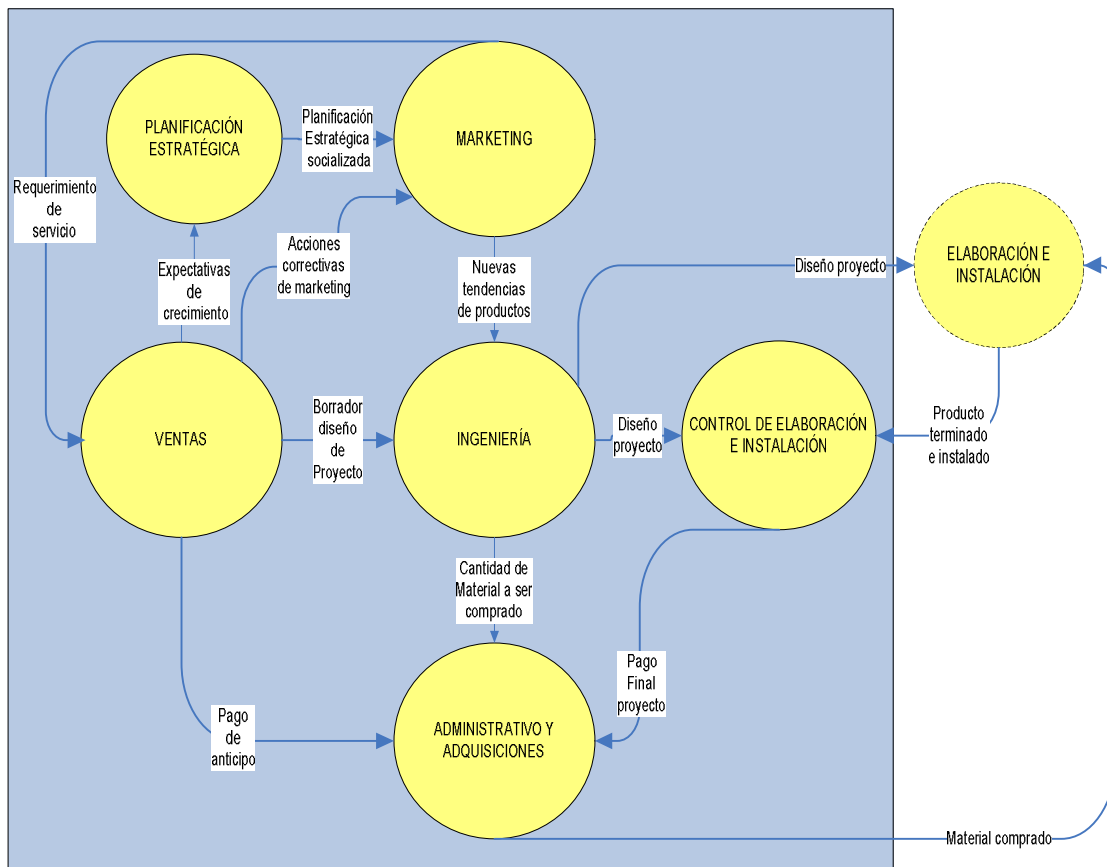 PLANIFICACIÓN
ESTRATÉGICA
Planificación
Estratégica
socializada
MARKETING
Requerimiento
de
servicio
Expectativas
de
crecimiento
Acciones
correctivas
de marketing
Nuevas
tendencias
de productos
Diseño proyecto
ELABORACIÓN E
INSTALACIÓN
VENTAS
Borrador
diseño
de
Proyecto
INGENIERÍA
Diseño
proyecto
CONTROL DE ELABORACIÓN
E INSTALACIÓN
Producto
terminado
e instalado
Cantidad de
Material a ser
comprado
Pago
Final
proyecto
Pago
de
anticipo
ADMINISTRATIVO Y
ADQUISICIONES
Material comprado